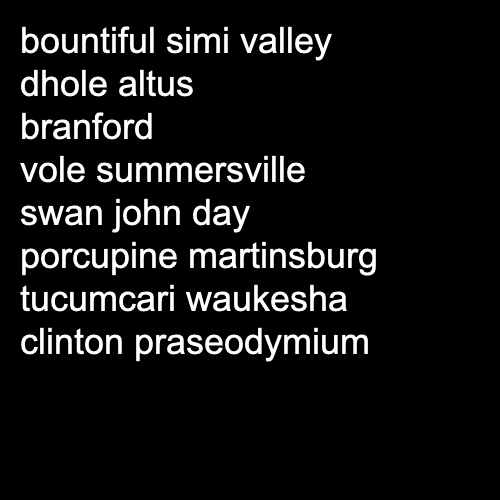 bountiful simi valley
dhole altus
branford
vole summersville
swan john day
porcupine martinsburg
tucumcari waukesha
clinton praseodymium